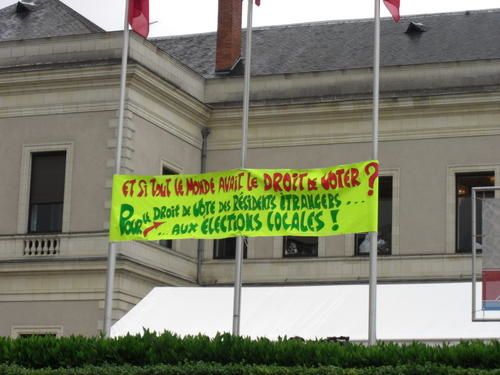 ET SI TOUT LE MONDE AVAIT LE DROIT DE VOTER ?
POUR LE DROIT DE VOTE DES RÉSIDENTS ÉTRANGERS...
... AUX ÉLECTIONS LOCALES !